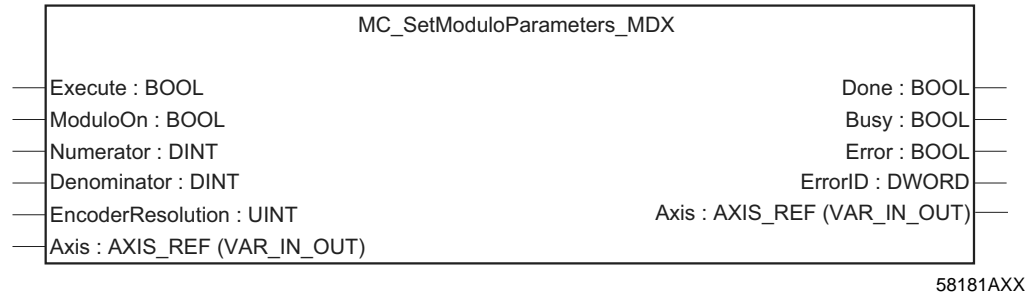 MC_SetModuloParameters_MDX
Execute : BOOL
Done : BOOL
ModuloOn : BOOL
Busy : BOOL
Numerator : DINT
Error : BOOL
Denominator : DINT
ErrorID : DWORD
EncoderResolution : UINT
Axis : AXIS_REF (VAR_IN_OUT)
Axis : AXIS_REF (VAR_IN_OUT)
58181AXX